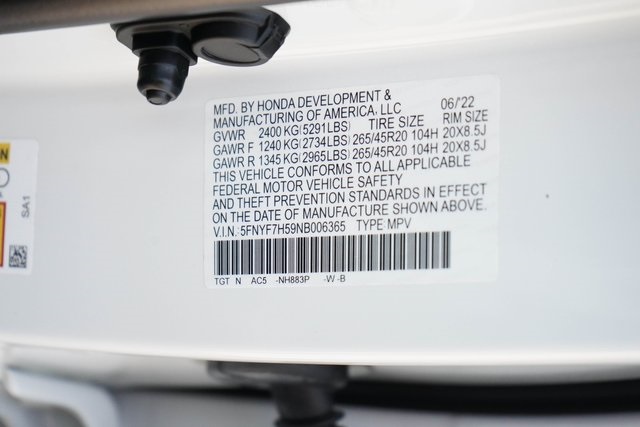 MFD. BY HONDA DEVELOPMENT &
MANUFACTURING OF AMERICA, LLC 06/'22
GVWR 2400 KG(5291LBS) TIRE SIZE RIM SIZE
GAWR F 1240 KG(2734LBS) 265/45R20 104H 20X8.5J
GAWR R 1345 KG(2965LBS) 265/45R20 104H 20X8.5J
THIS VEHICLE CONFORMS TO ALL APPLICABLE
FEDERAL MOTOR VEHICLE SAFETY
AND THEFT PREVENTION STANDARDS IN EFFECT
ON THE DATE OF MANUFACTURE SHOWN ABOVE.
V.I.N. 5FNYF7H59NB006365 TYPE:MPV
TGT N AC5 -NH883P -W-B
N
SA1